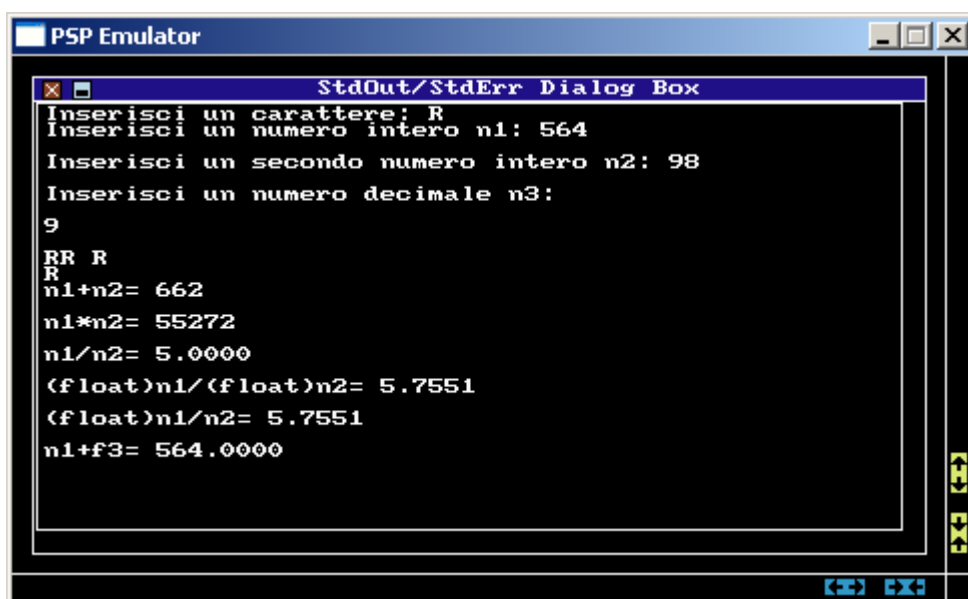 PSP Emulator
StdOut/StdErr Dialog Box
Inserisci un carattere: R
Inserisci un numero intero n1: 564
Inserisci un secondo numero intero n2: 98
Inserisci un numero decimale n3:
9
RR R
R
n1+n2= 662
n1*n2= 55272
n1/n2= 5.0000
(float)n1/(float)n2= 5.7551
(float)n1/n2= 5.7551
n1+f3= 564.0000